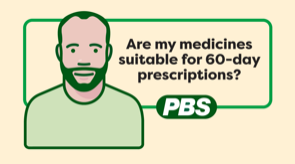 Are my medicines
suitable for 60-day
prescriptions?
PBS